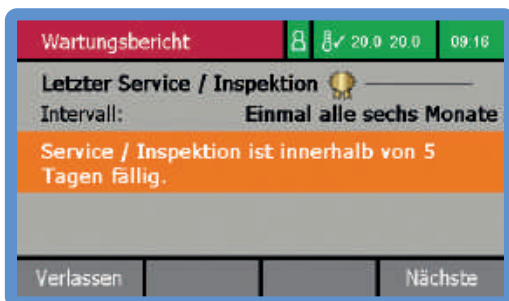 Wartungsbericht 8 20.0 20.0 09:16
Letzter Service / Inspektion
Intervall: Einmal alle sechs Monate
Service / Inspektion ist innerhalb von 5
Tagen fällig.
Verlassen Nächste